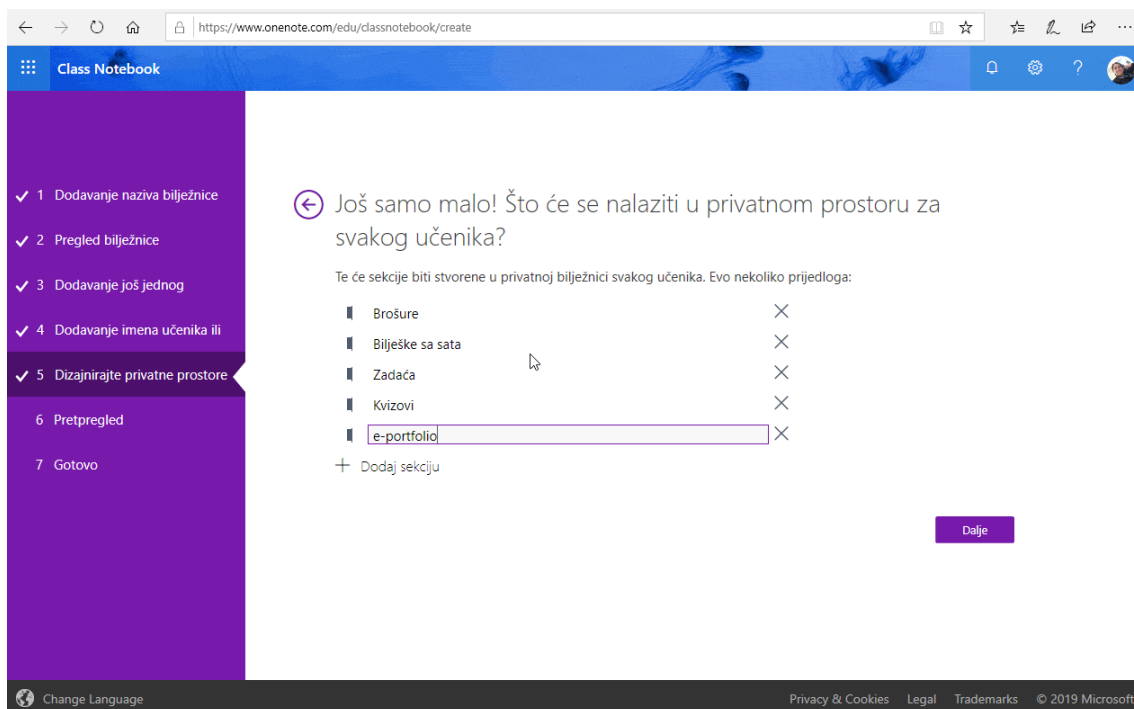 https://www.onenote.com/edu/classnotebook/create
Class Notebook
?
1 Dodavanje naziva bilježnice
2 Pregled bilježnice
3 Dodavanje još jednog
4 Dodavanje imena učenika ili
5 Dizajnirajte privatne prostore
6 Pretpregled
7 Gotovo
Još samo malo! Što će se nalaziti u privatnom prostoru za
svakog učenika?
Te će sekcije biti stvorene u privatnoj bilježnici svakog učenika. Evo nekoliko prijedloga:
Brošure
Bilješke sa sata
Zadaća
Kvizovi
e-portfolio
Dodaj sekciju
Dalje
Change Language
Privacy & Cookies Legal Trademarks © 2019 Microsoft